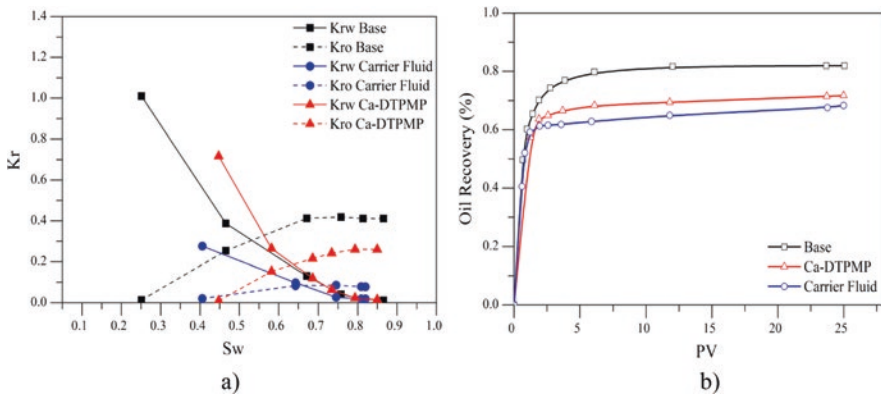 1.4
1.2
1.0
0.8
0.6
0.4
0.2
0.0
Kr
0.1 0.2 0.3 0.4 0.5 0.6 0.7 0.8 0.9 1.0
Sw
Krw Base
Kro Base
Krw Carrier Fluid
Kro Carrier Fluid
Krw Ca-DTPMP
Kro Ca-DTPMP
a)
1.0
0.8
0.6
0.4
0.2
0.0
Oil Recovery (%)
0 5 10 15 20 25
PV
Base
Ca-DTPMP
Carrier Fluid
b)